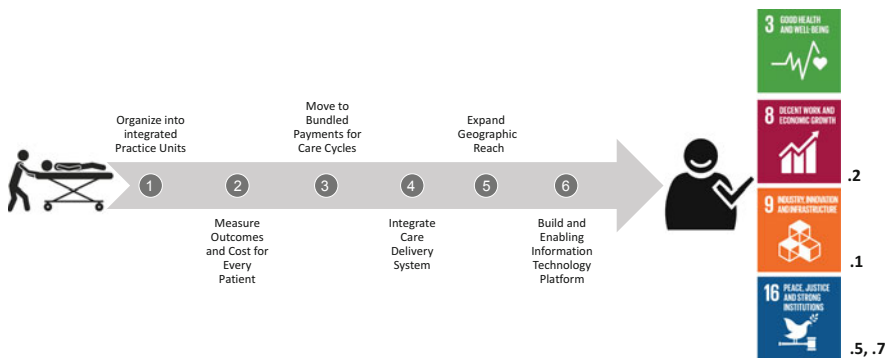 Organize into
integrated
Practice Units
Move to
Bundled
Payments for
Care Cycles
Expand
Geographic
Reach
1
2
3
4
5
6
Measure
Outcomes
and Cost for
Every
Patient
Integrate
Care
Delivery
System
Build and
Enabling
Information
Technology
Platform
3 GOOD HEALTH
AND WELL-BEING
8 DECENT WORK AND
ECONOMIC GROWTH
.2
9 INDUSTRY, INNOVATION
AND INFRASTRUCTURE
.1
16 PEACE, JUSTICE
AND STRONG
INSTITUTIONS
.5, .7